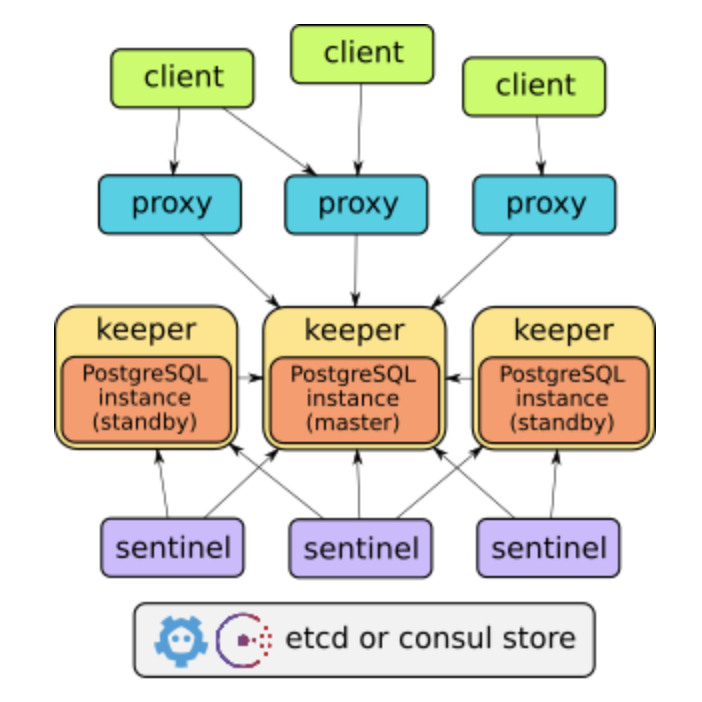 client
client
client
proxy
proxy
proxy
keeper
PostgreSQL
instance
(standby)
keeper
PostgreSQL
instance
(master)
keeper
PostgreSQL
instance
(standby)
sentinel
sentinel
sentinel
etcd or consul store